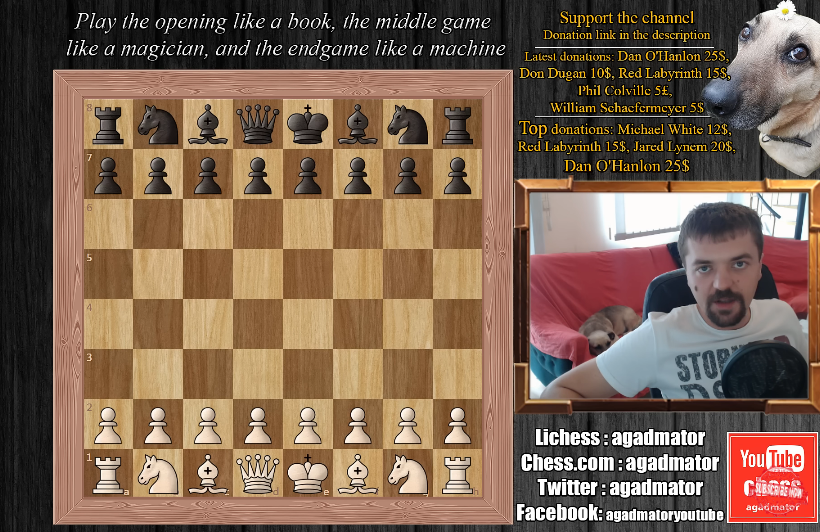 Play the opening like a book, the middle game
like a magician, and the endgame like a machine
Support the channel
Donation link in the description
Latest donations: Dan O'Hanlon 25$,
Don Dugan 10$, Red Labyrinth 15$,
Phil Colville 5£,
William Schaefermeyer 5$
Top donations: Michael White 12$,
Red Labyrinth 15$, Jared Lynem 20$,
Dan O'Hanlon 25$
8
7
6
5
4
3
2
1
a
e
Lichess : agadmator
Chess.com : agadmator
Twitter : agadmator
Facebook: agadmatoryoutube
YouTube
SUBSCRIBE NOW
agadmator